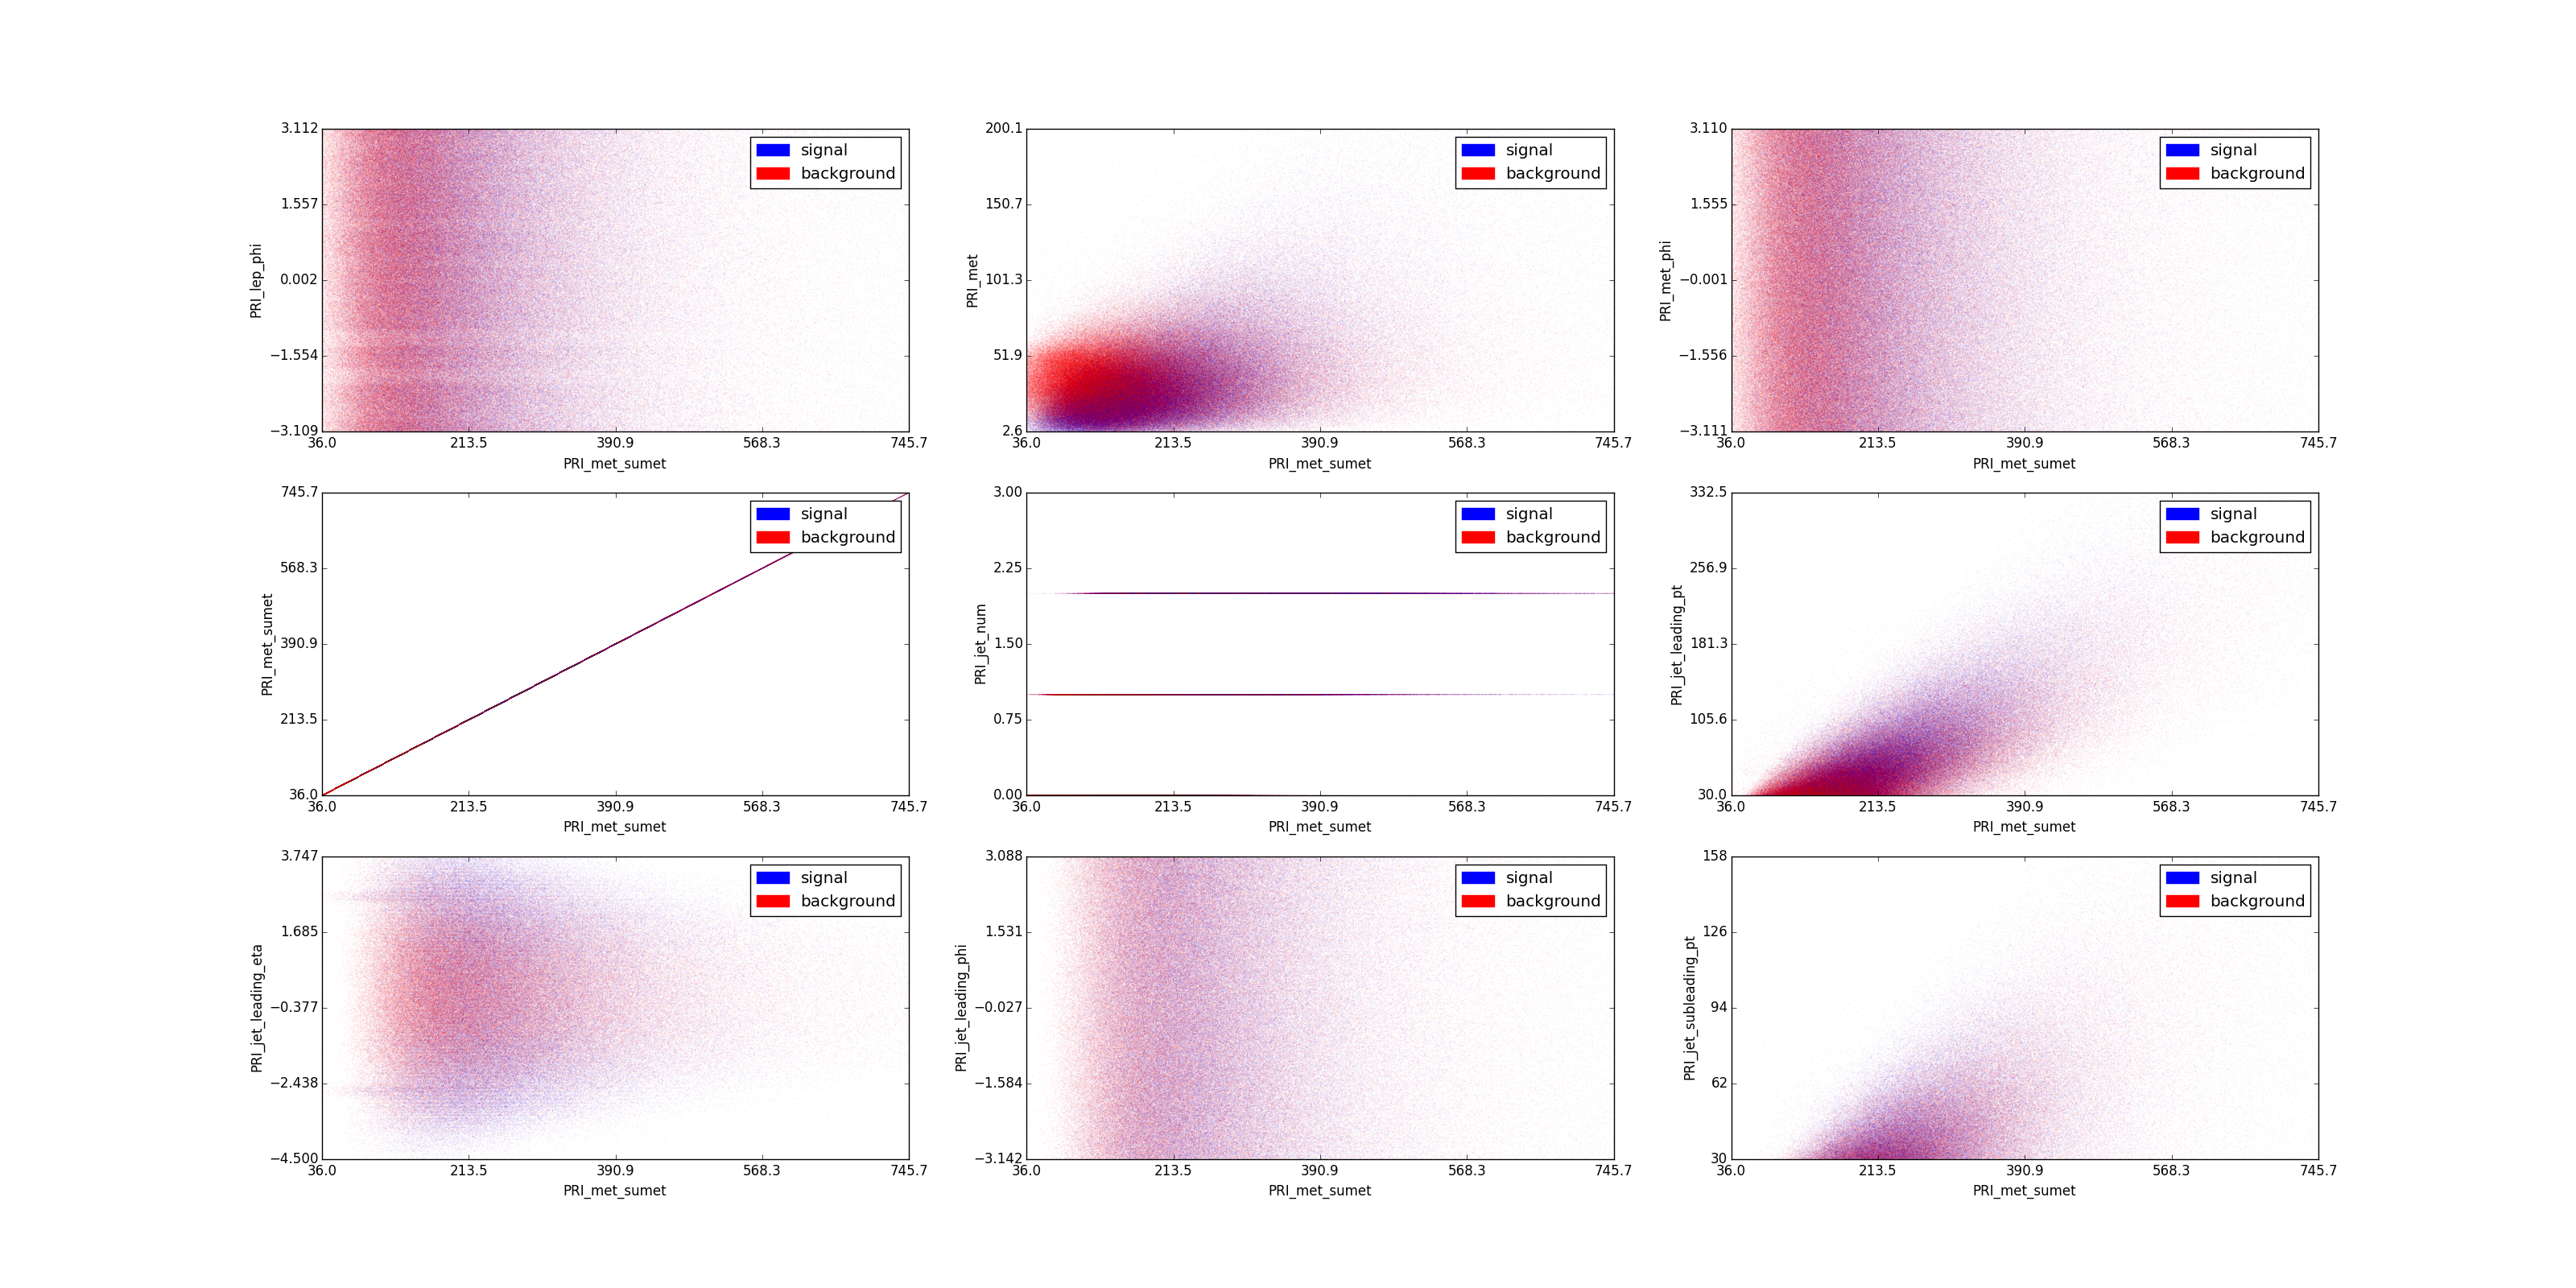 3.112
1.557
0.002
−1.554
−3.109
PRI_lep_phi
signal
background
36.0 213.5 390.9 568.3 745.7
PRI_met_sumet
200.1
150.7
101.3
51.9
2.6
PRI_met
signal
background
36.0 213.5 390.9 568.3 745.7
PRI_met_sumet
3.110
1.555
−0.001
−1.556
−3.111
PRI_met_phi
signal
background
36.0 213.5 390.9 568.3 745.7
PRI_met_sumet
745.7
568.3
390.9
213.5
36.0
PRI_met_sumet
signal
background
36.0 213.5 390.9 568.3 745.7
PRI_met_sumet
3.00
2.25
1.50
0.75
0.00
PRI_jet_num
signal
background
36.0 213.5 390.9 568.3 745.7
PRI_met_sumet
332.5
256.9
181.3
105.6
30.0
PRI_jet_leading_pt
signal
background
36.0 213.5 390.9 568.3 745.7
PRI_met_sumet
3.747
1.685
−0.377
−2.438
−4.500
PRI_jet_leading_eta
signal
background
36.0 213.5 390.9 568.3 745.7
PRI_met_sumet
3.088
1.531
−0.027
−1.584
−3.142
PRI_jet_leading_phi
signal
background
36.0 213.5 390.9 568.3 745.7
PRI_met_sumet
158
126
94
62
30
PRI_jet_subleading_pt
signal
background
36.0 213.5 390.9 568.3 745.7
PRI_met_sumet